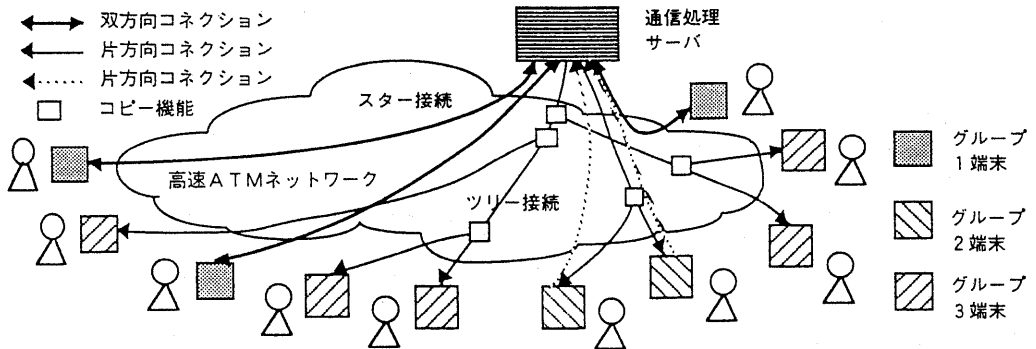 双方向コネクション
片方向コネクション
片方向コネクション
コピー機能
通信処理
サーバ
スター接続
高速ATMネットワーク
ツリー接続
グループ
1端末
グループ
2端末
グループ
3端末